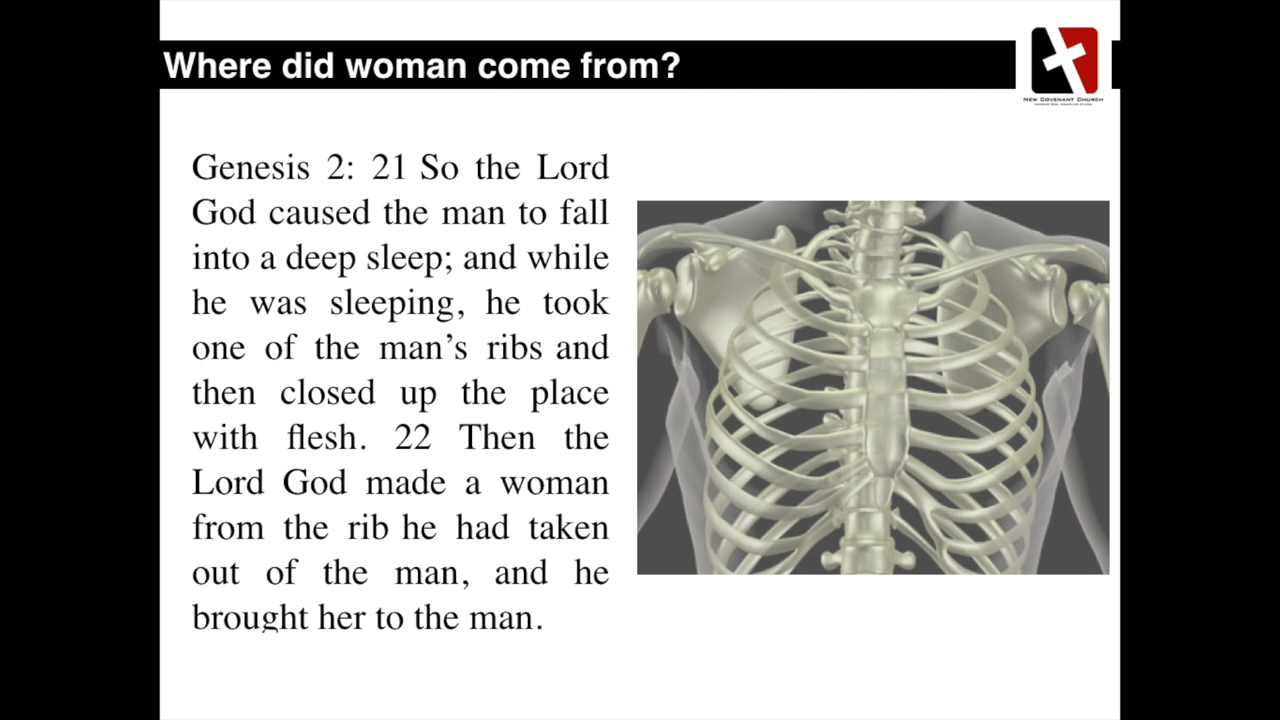 Where did woman come from?
NEW COVENANT CHURCH
Genesis 2: 21 So the Lord
God caused the man to fall
into a deep sleep; and while
he was sleeping, he took
one of the man’s ribs and
then closed up the place
with flesh. 22 Then the
Lord God made a woman
from the rib he had taken
out of the man, and he
brought her to the man.